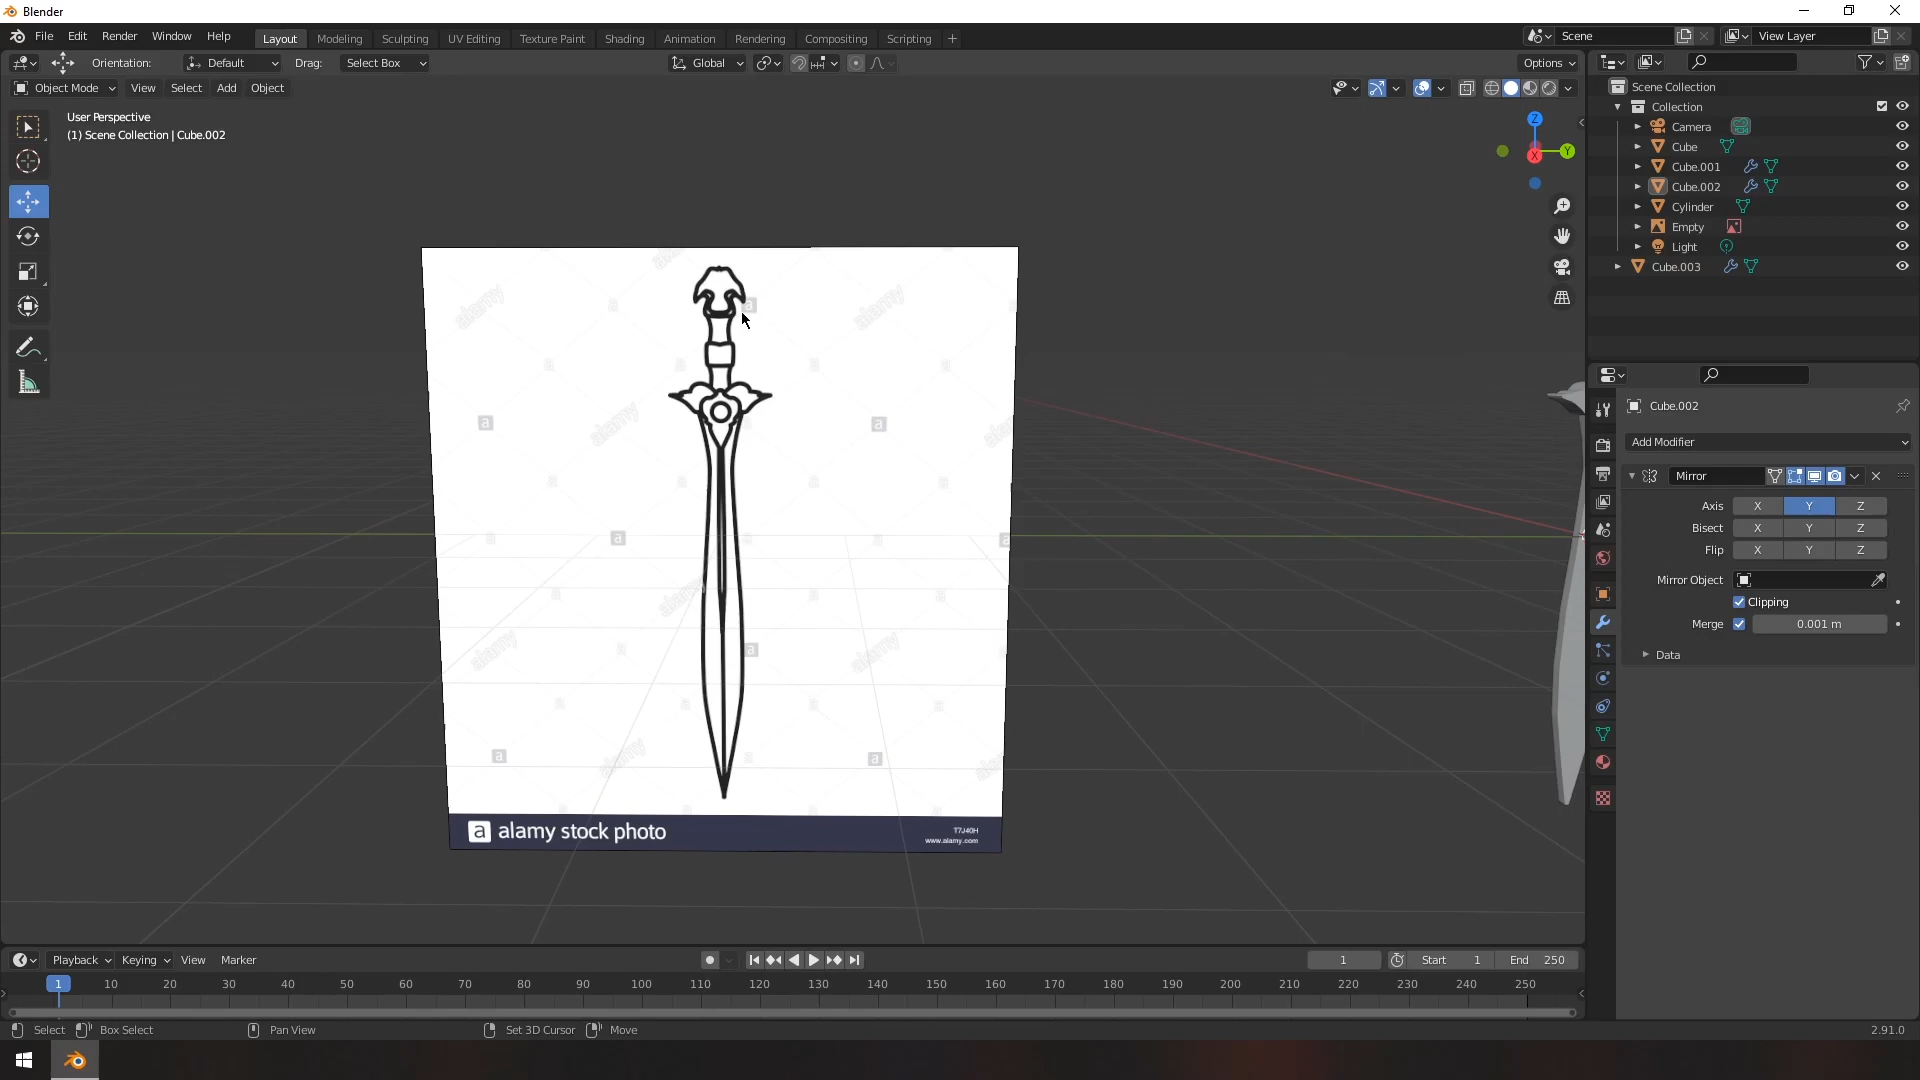 Blender
File Edit Render Window Help
Layout Modeling Sculpting UV Editing Texture Paint Shading Animation Rendering Compositing Scripting
Scene
View Layer
Orientation: Default Drag: Select Box
Global
Options
Object Mode View Select Add Object
User Perspective
(1) Scene Collection | Cube.002
Z
Y
X
Scene Collection
Collection
Camera
Cube
Cube.001
Cube.002
Cylinder
Empty
Light
Cube.003
alamy
a
a alamy stock photo
T7J40H
www.alamy.com
Cube.002
Add Modifier
Mirror
Axis X Y Z
Bisect X Y Z
Flip X Y Z
Mirror Object
Clipping
Merge 0.001 m
Data
Playback Keying View Marker
1 Start 1 End 250
1 10 20 30 40 50 60 70 80 90 100 110 120 130 140 150 160 170 180 190 200 210 220 230 240 250
Select Box Select Pan View Set 3D Cursor Move
2.91.0